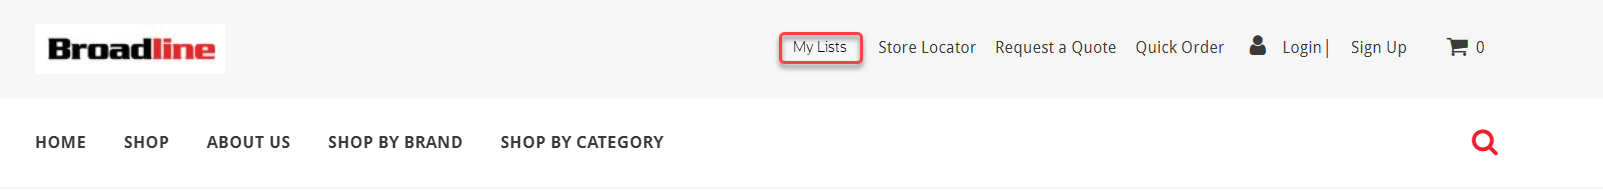 Broadline
My Lists Store Locator Request a Quote Quick Order Login| Sign Up 0
HOME SHOP ABOUT US SHOP BY BRAND SHOP BY CATEGORY